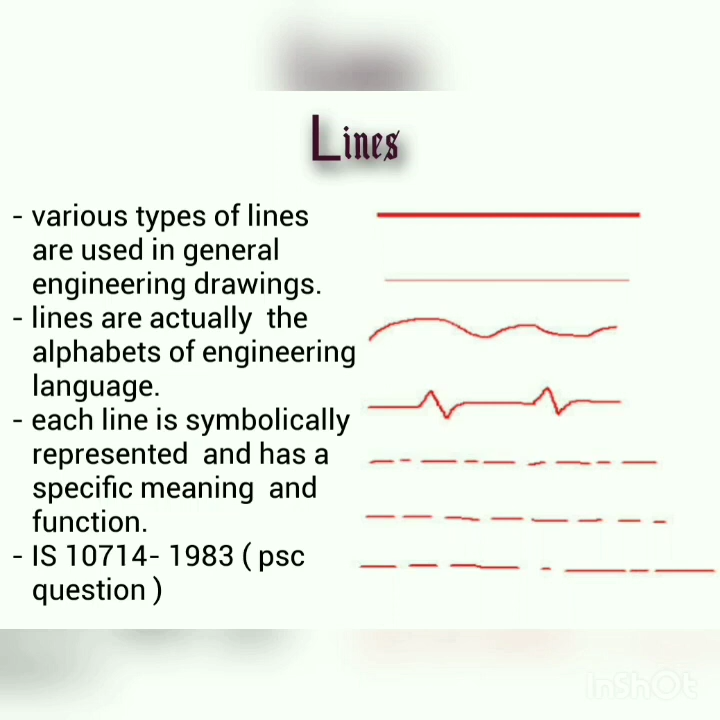 Lines
- various types of lines
are used in general
engineering drawings.
- lines are actually  the
alphabets of engineering
language.
- each line is symbolically
represented  and has a
specific meaning  and
function.
- IS 10714- 1983 ( psc
question )
InShOt